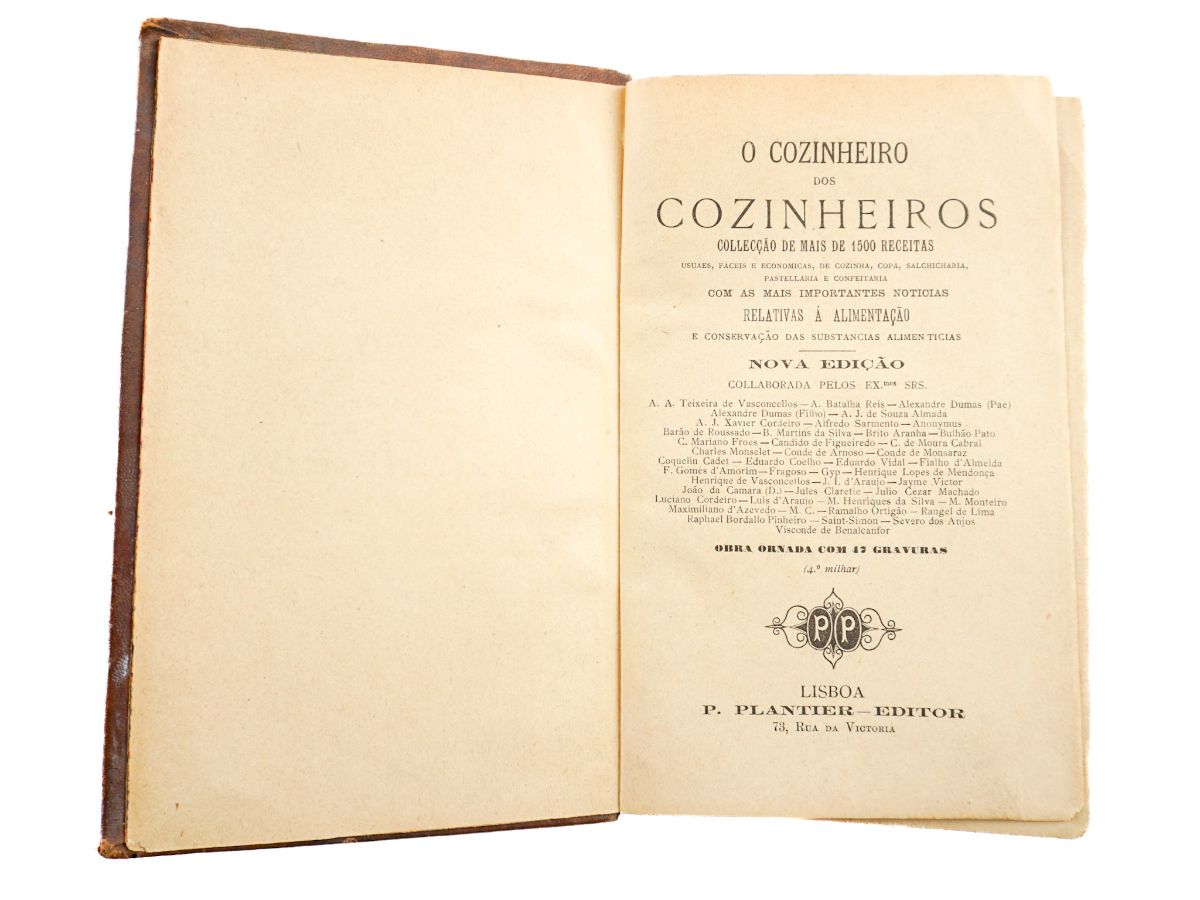 O COZINHEIRO
DOS
COZINHEIROS
COLLECÇÃO DE MAIS DE 1500 RECEITAS
USUAES, FACEIS E ECONOMICAS, DE COZINHA, COPA, SALCHICHARIA,
PASTELLARIA E CONFEITARIA
COM AS MAIS IMPORTANTES NOTICIAS
RELATIVAS Á ALIMENTAÇÃO
E CONSERVAÇÃO DAS SUBSTANCIAS ALIMENTICIAS
NOVA EDIÇÃO
COLLABORADA PELOS EX.mos SRS.
A. A. Teixeira de Vasconcellos — A. Batalha Reis — Alexandre Dumas (Pae)
Alexandre Dumas (Filho) — A. J. de Souza Almada
A. J. Xavier Cordeiro — Alfredo Sarmento — Anonymus
Barão de Roussado — B. Martins da Silva — Brito Aranha — Bulhão Pato
C. Mariano Froes — Candido de Figueiredo — C. de Moura Cabral
Charles Monselet — Conde de Arnoso — Conde de Monsaraz
Coquelin Cadet — Eduardo Coelho — Eduardo Vidal — Fialho d'Almeida
F. Gomes d'Amorim — Fragoso — Gyp — Henrique Lopes de Mendonça
Henrique de Vasconcellos — J. I. d'Araujo — Jayme Victor
João da Camara (D.) — Jules Claretie — Julio Cezar Machado
Luciano Cordeiro — Luis d'Araujo — M. Henriques da Silva — M. Monteiro
Maximiliano d'Azevedo — M. C. — Ramalho Ortigão — Rangel de Lima
Raphael Bordallo Pinheiro — Saint-Simon — Severo dos Anjos
Visconde de Benalcanfor
OBRA ORNADA COM 47 GRAVURAS
(4.º milhar)
PP
LISBOA
P. PLANTIER — EDITOR
73, RUA DA VICTORIA